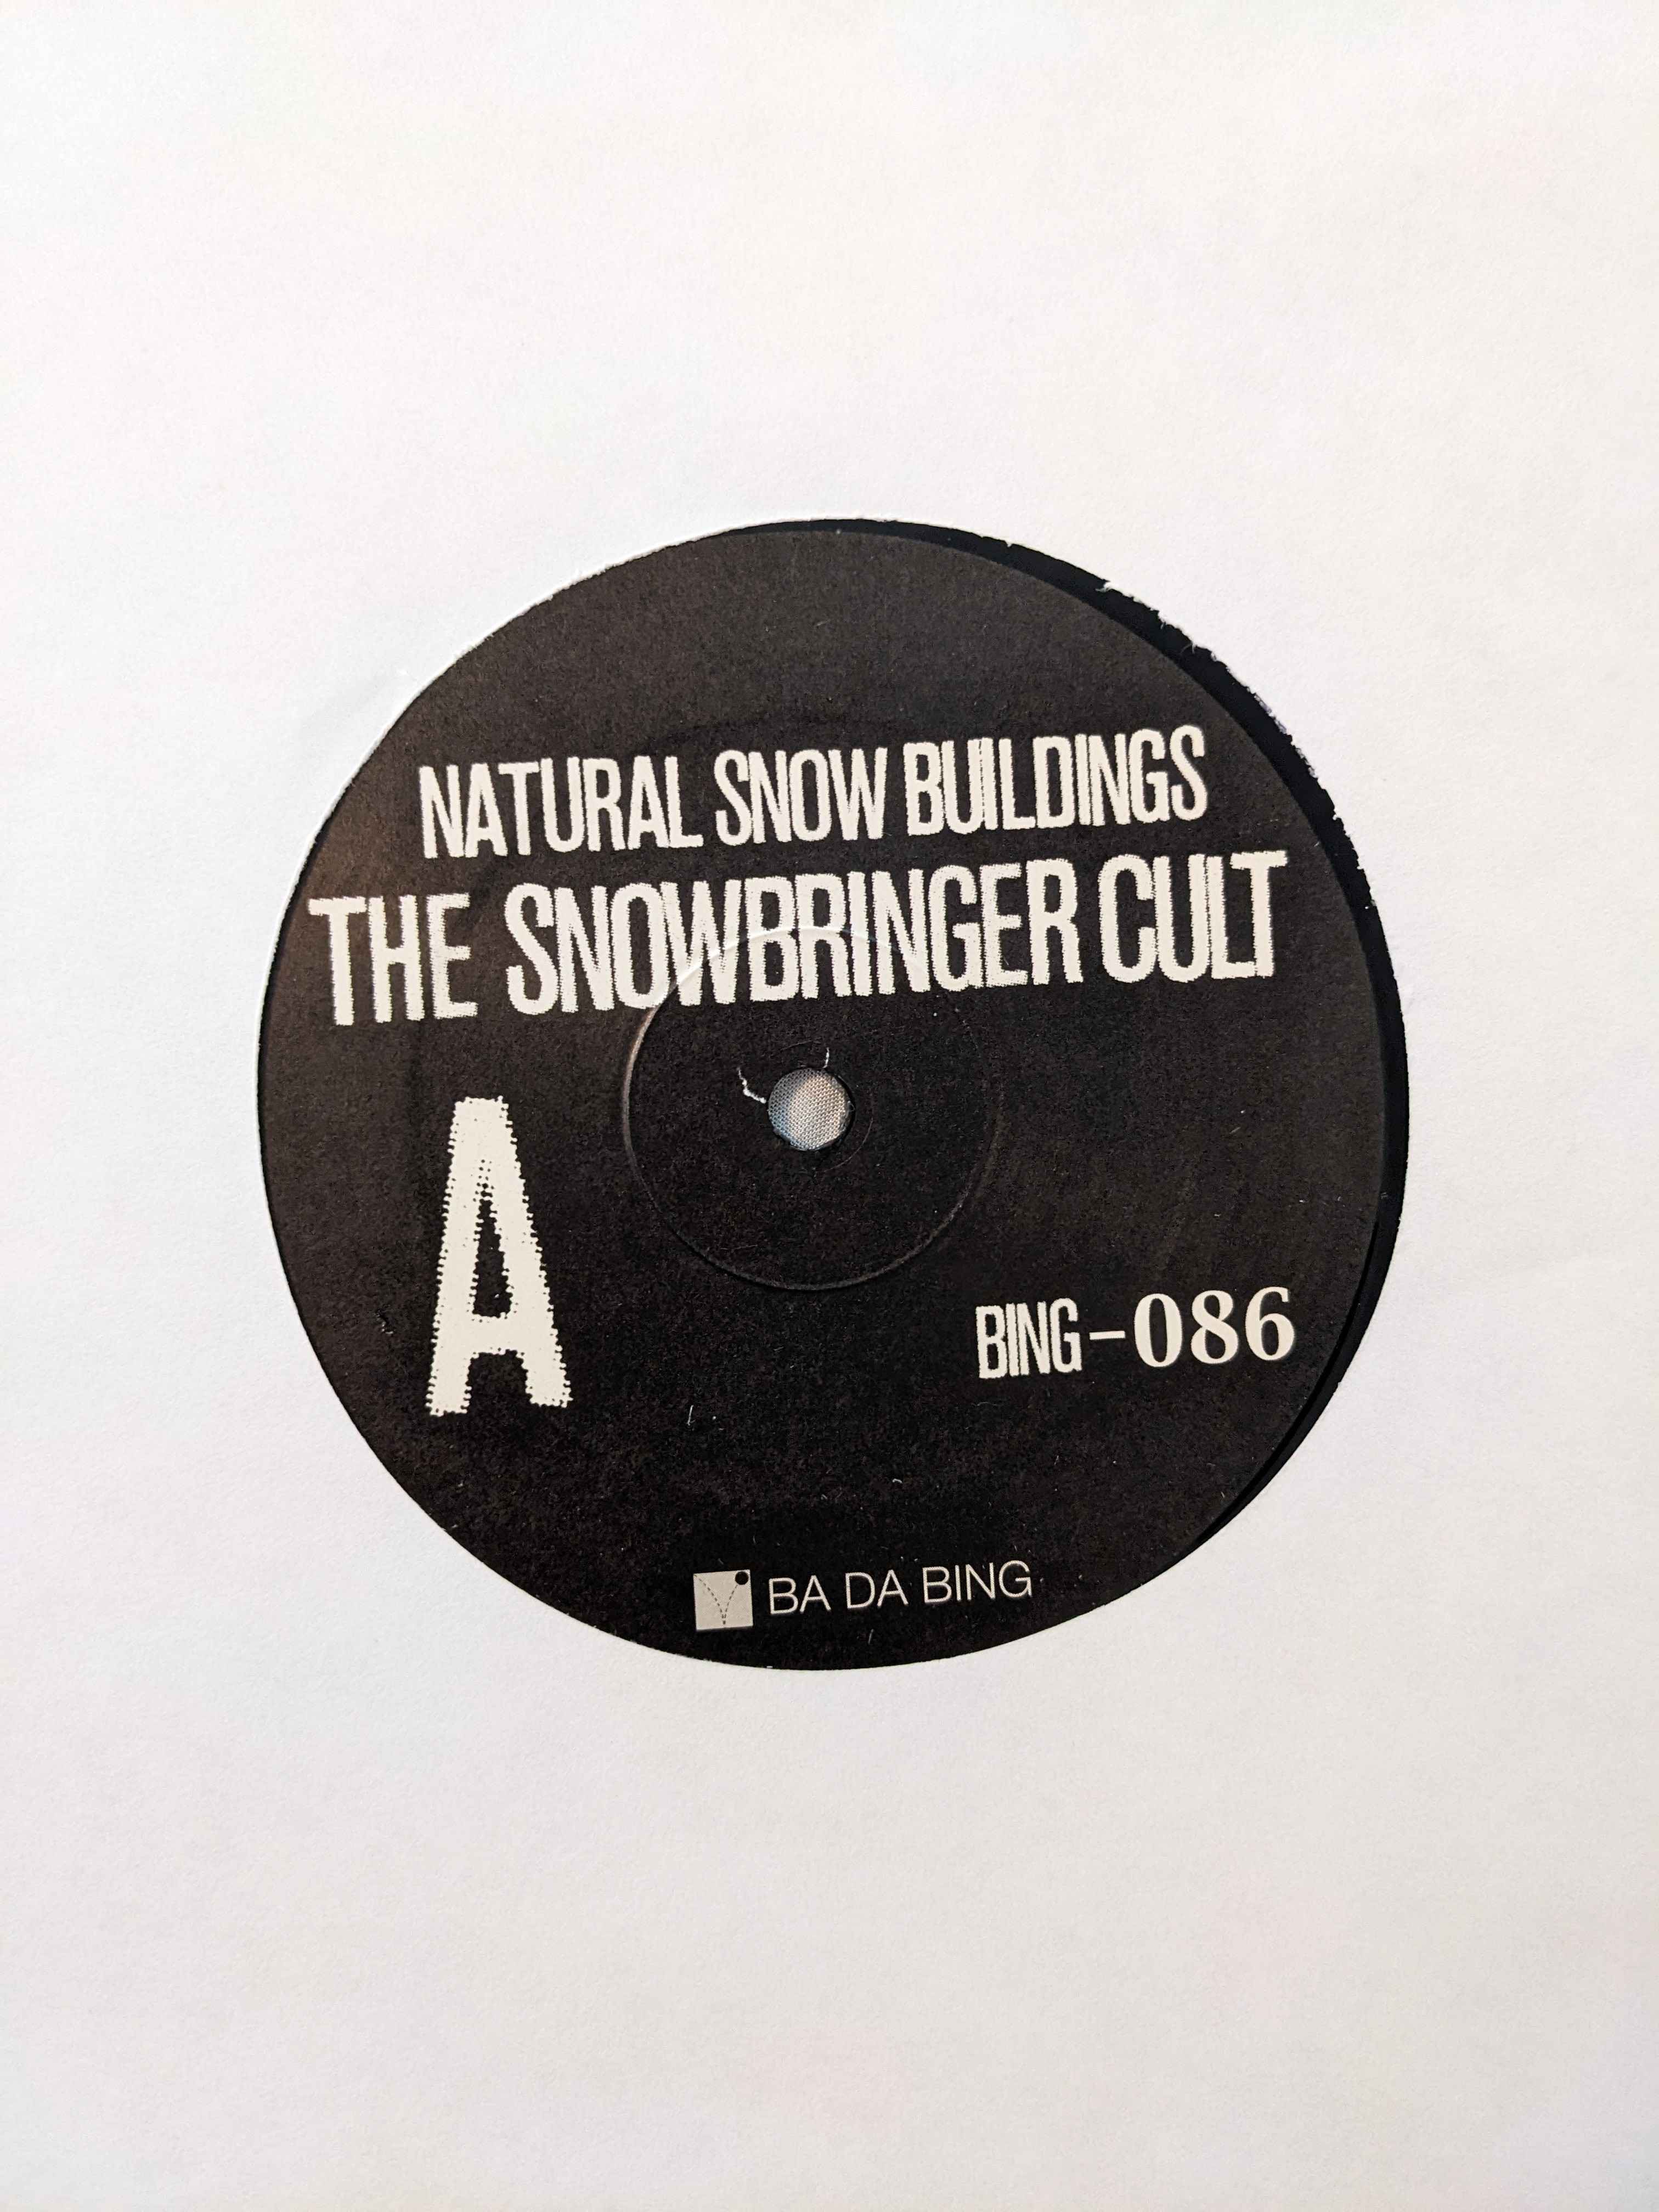 NATURAL SNOW BUILDINGS
THE SNOWBRINGER CULT
A
BING-086
BA DA BING